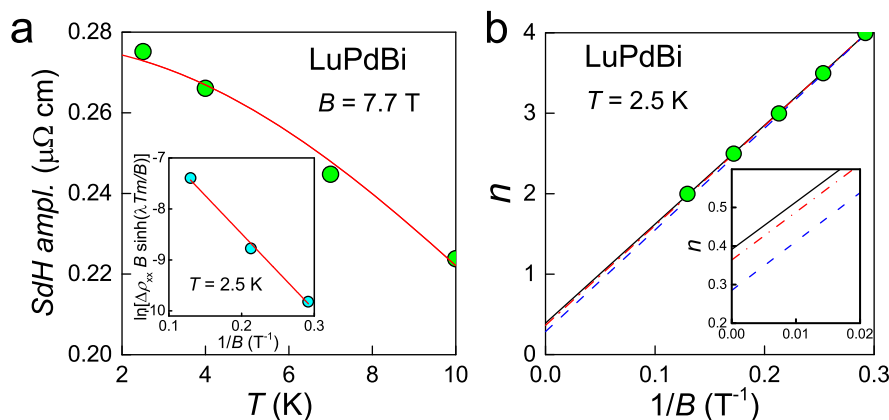 a
LuPdBi
B = 7.7 T
SdH ampl. (μΩ cm)
0.28
0.26
0.24
0.22
0.20
2
4
6
8
10
T (K)
ln[Δρxx B sinh(λTm/B)]
-7
-8
-9
-10
T = 2.5 K
0.1
0.2
0.3
1/B (T⁻¹)
b
LuPdBi
T = 2.5 K
n
4
3
2
1
0
0.0
0.1
0.2
0.3
1/B (T⁻¹)
n
0.5
0.4
0.3
0.2
0.00
0.01
0.02